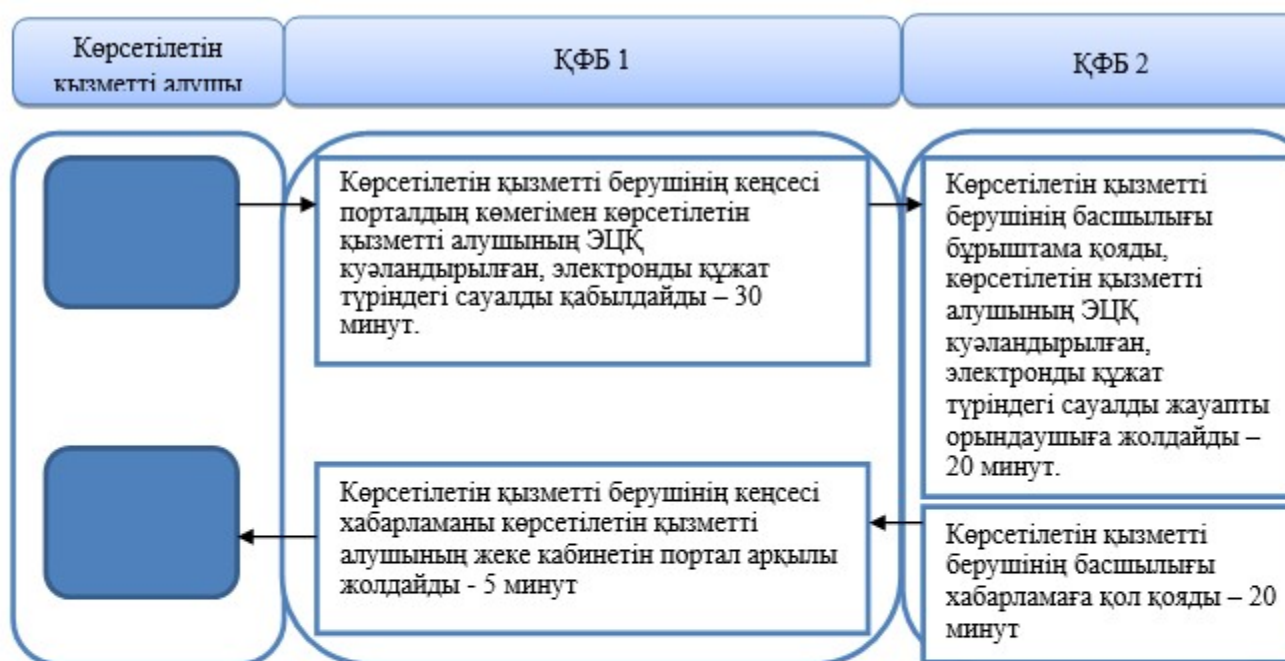 Көрсетілетін
қызметті алушы
ҚФБ 1
ҚФБ 2
Көрсетілетін қызметті берушінің кеңсесі
порталдың көмегімен көрсетілетін
қызметті алушының ЭЦҚ
куәландырылған, электронды құжат
түріндегі сауалды қабылдайды – 30
минут.
Көрсетілетін қызметті
берушінің басшылығы
бұрыштама қояды,
көрсетілетін қызметті
алушының ЭЦҚ
куәландырылған,
электронды құжат
түріндегі сауалды жауапты
орындаушыға жолдайды –
20 минут.
Көрсетілетін қызметті берушінің кеңсесі
хабарламаны көрсетілетін қызметті
алушының жеке кабинетін портал арқылы
жолдайды - 5 минут
Көрсетілетін қызметті
берушінің басшылығы
хабарламаға қол қояды – 20
минут